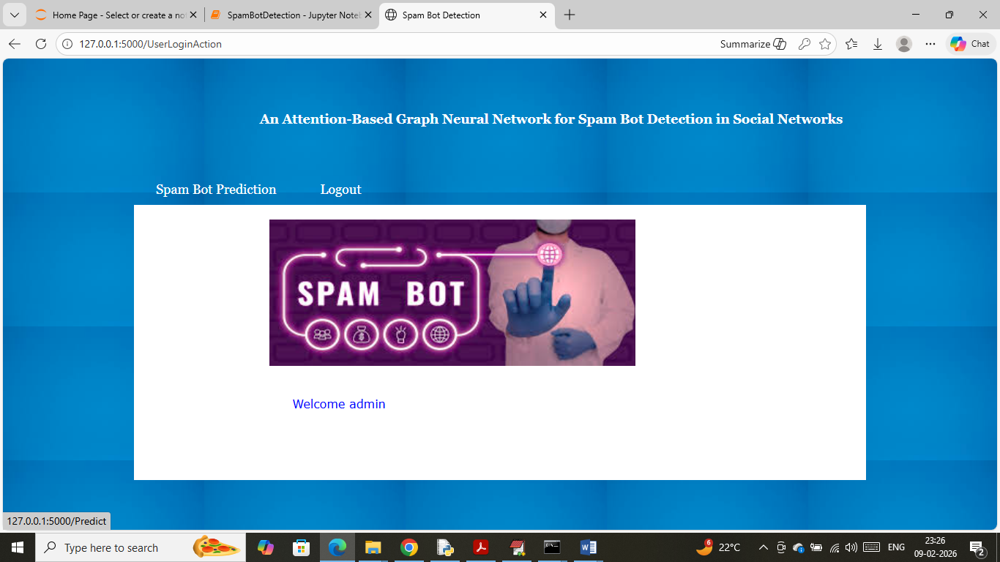 Home Page - Select or create a no
SpamBotDetection - Jupyter Noteb
Spam Bot Detection
127.0.0.1:5000/UserLoginAction
Summarize
Chat
An Attention-Based Graph Neural Network for Spam Bot Detection in Social Networks
Spam Bot Prediction
Logout
SPAM BOT
Welcome admin
127.0.0.1:5000/Predict
Type here to search
6
22°C
ENG
23:26
09-02-2026
2